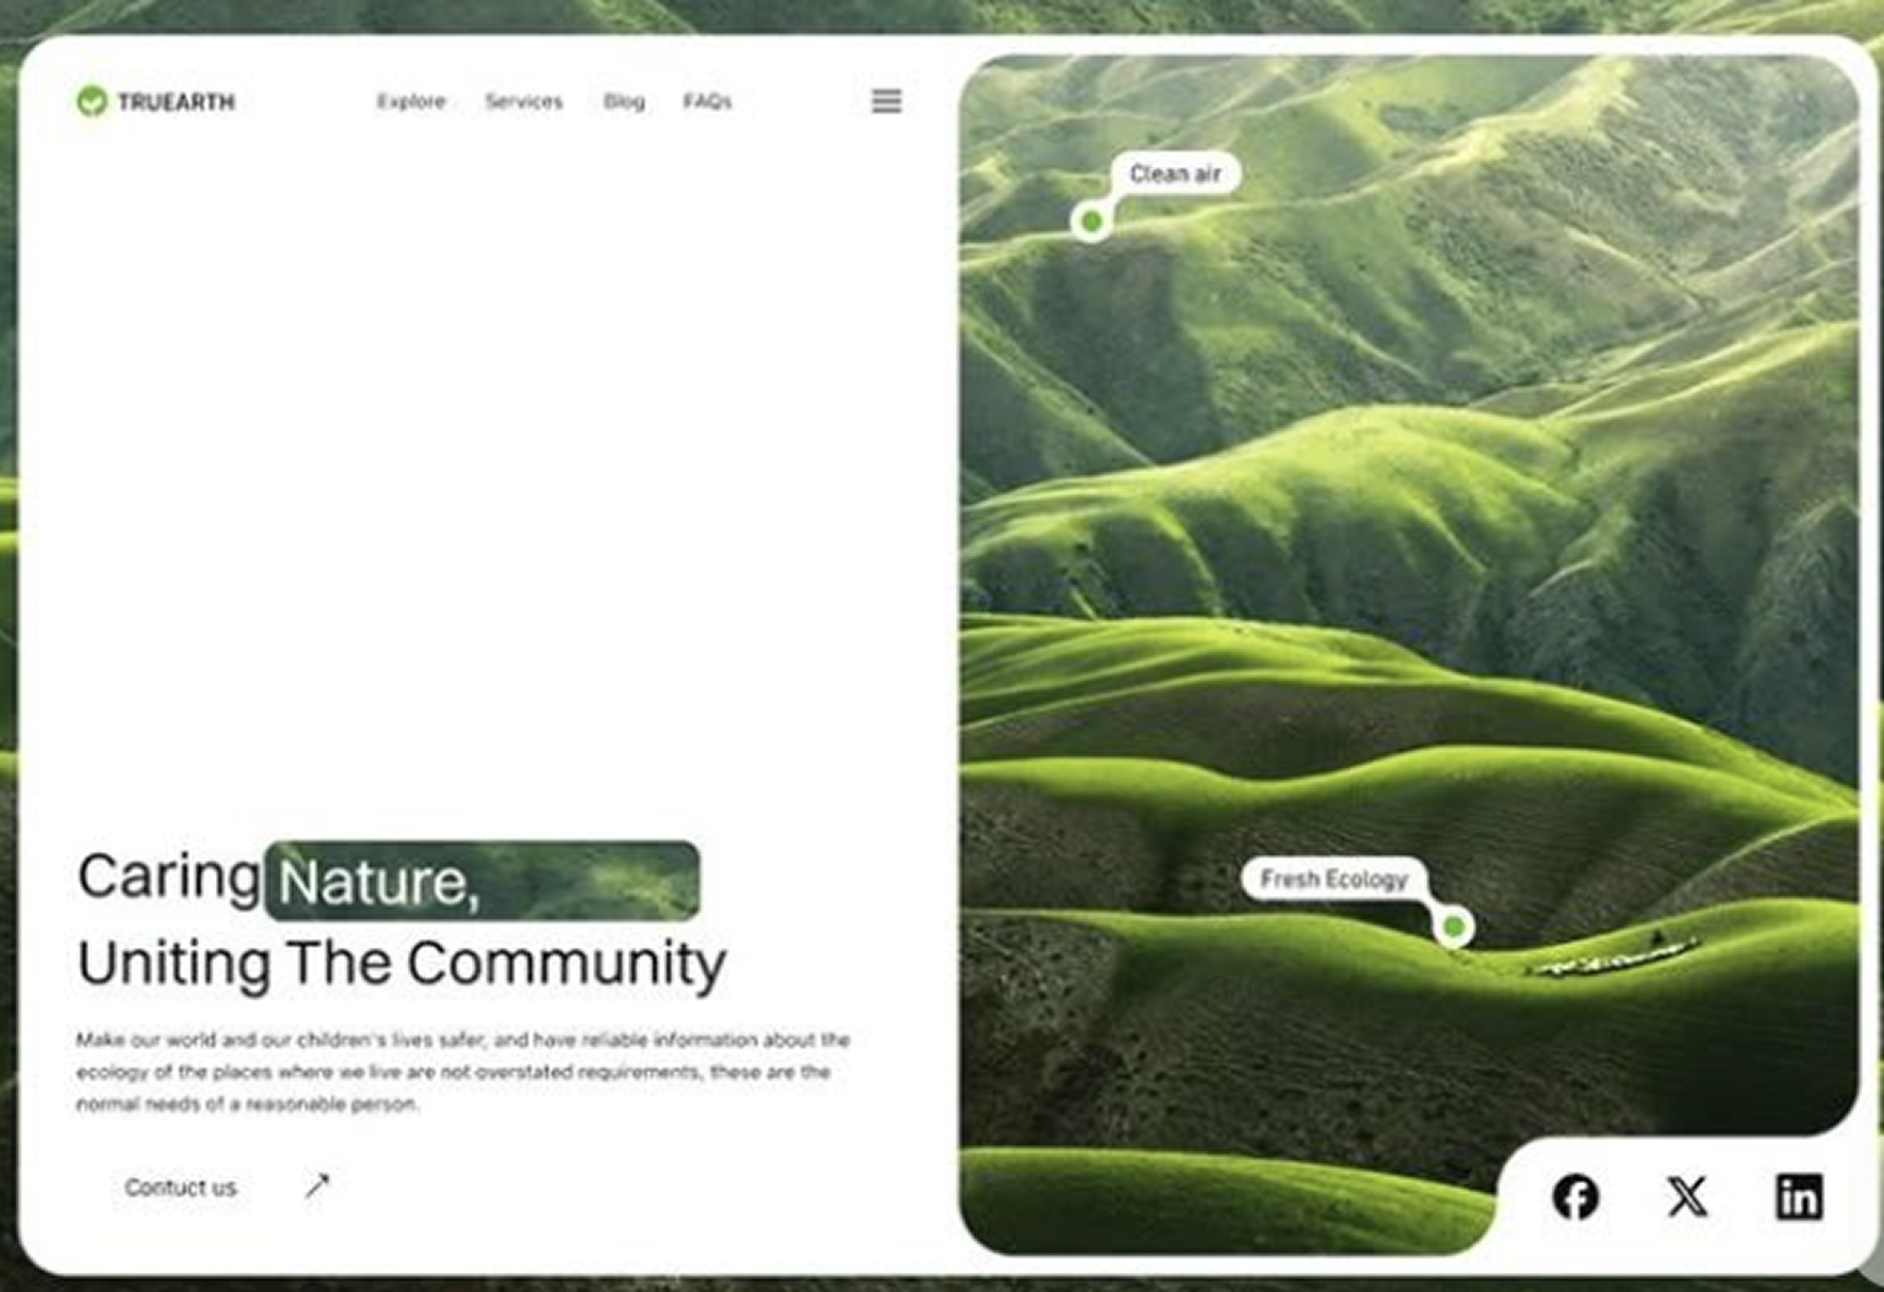 TRUEARTH
Explore Services Blog FAQs
Clean air
Caring Nature,
Uniting The Community
Make our world and our children's lives safer, and have reliable information about the
ecology of the places where we live are not overstated requirements, these are the
normal needs of a reasonable person.
Contuct us
Fresh Ecology